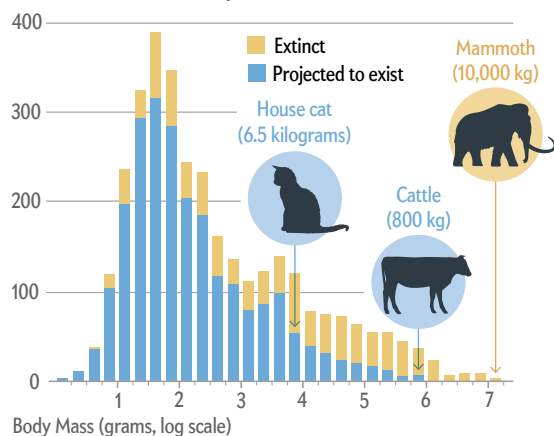 400
300
200
100
0
Extinct
Projected to exist
House cat
(6.5 kilograms)
Cattle
(800 kg)
Mammoth
(10,000 kg)
1 2 3 4 5 6 7
Body Mass (grams, log scale)